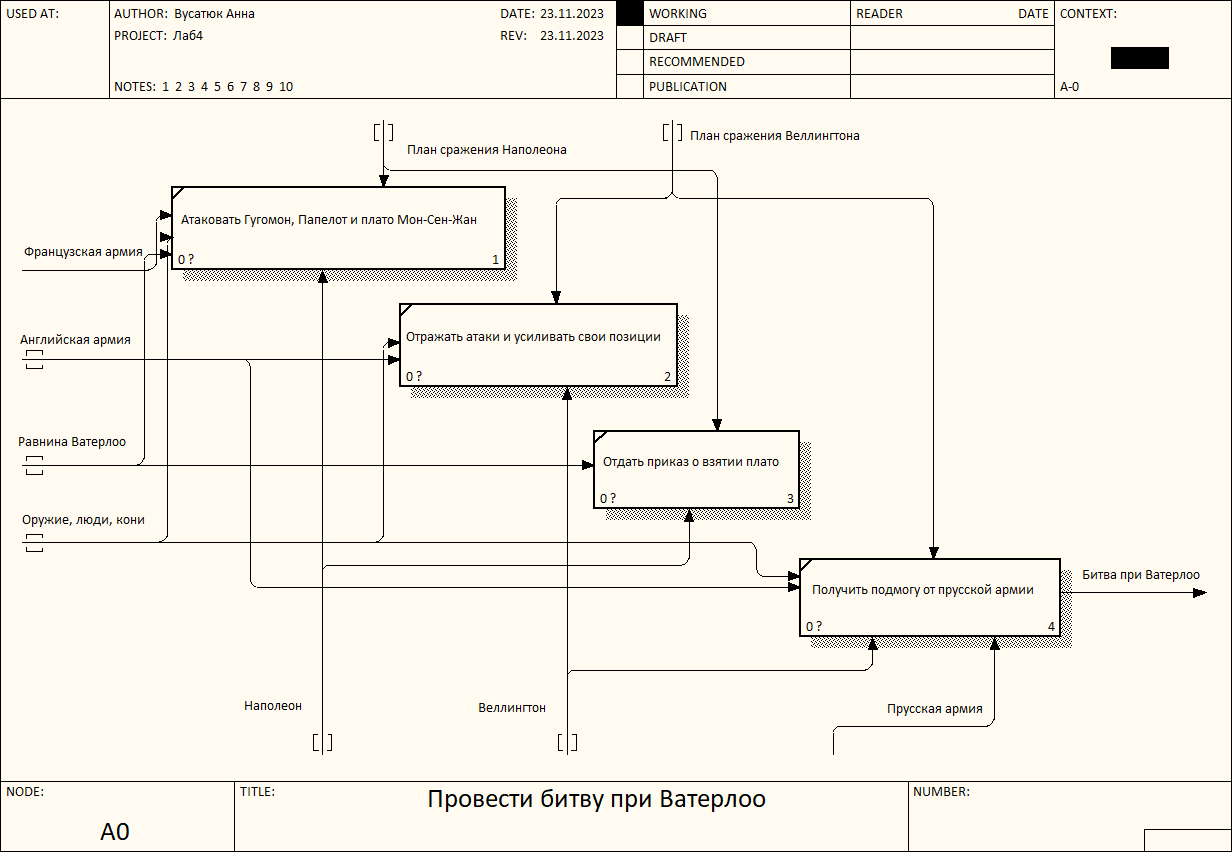 USED AT:
AUTHOR: Вусатюк Анна
DATE: 23.11.2023
PROJECT: Лаб4
REV: 23.11.2023
NOTES: 1 2 3 4 5 6 7 8 9 10
WORKING
DRAFT
RECOMMENDED
PUBLICATION
READER DATE
CONTEXT:
A-0
План сражения Наполеона
План сражения Веллингтона
Атаковать Гугомон, Папелот и плато Мон-Сен-Жан
0 ? 1
Французская армия
Английская армия
Отражать атаки и усиливать свои позиции
0 ? 2
Равнина Ватерлоо
Отдать приказ о взятии плато
0 ? 3
Оружие, люди, кони
Получить подмогу от прусской армии
0 ? 4
Битва при Ватерлоо
Наполеон
Веллингтон
Прусская армия
NODE:
A0
TITLE:
Провести битву при Ватерлоо
NUMBER: